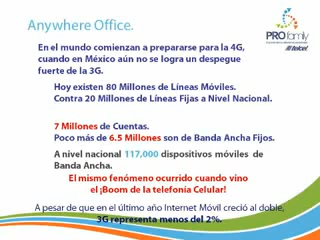 Anywhere Office.
PROfamily
telcel
En el mundo comienzan a prepararse para la 4G,
cuando en México aún no se logra un despegue
fuerte de la 3G.
Hoy existen 80 Millones de Líneas Móviles.
Contra 20 Millones de Líneas Fijas a Nivel Nacional.
7 Millones de Cuentas.
Poco más de 6.5 Millones son de Banda Ancha Fijos.
A nivel nacional 117,000 dispositivos móviles de
Banda Ancha.
El mismo fenómeno ocurrido cuando vino
el ¡Boom de la telefonía Celular!
A pesar de que en el último año Internet Móvil creció al doble,
3G representa menos del 2%.